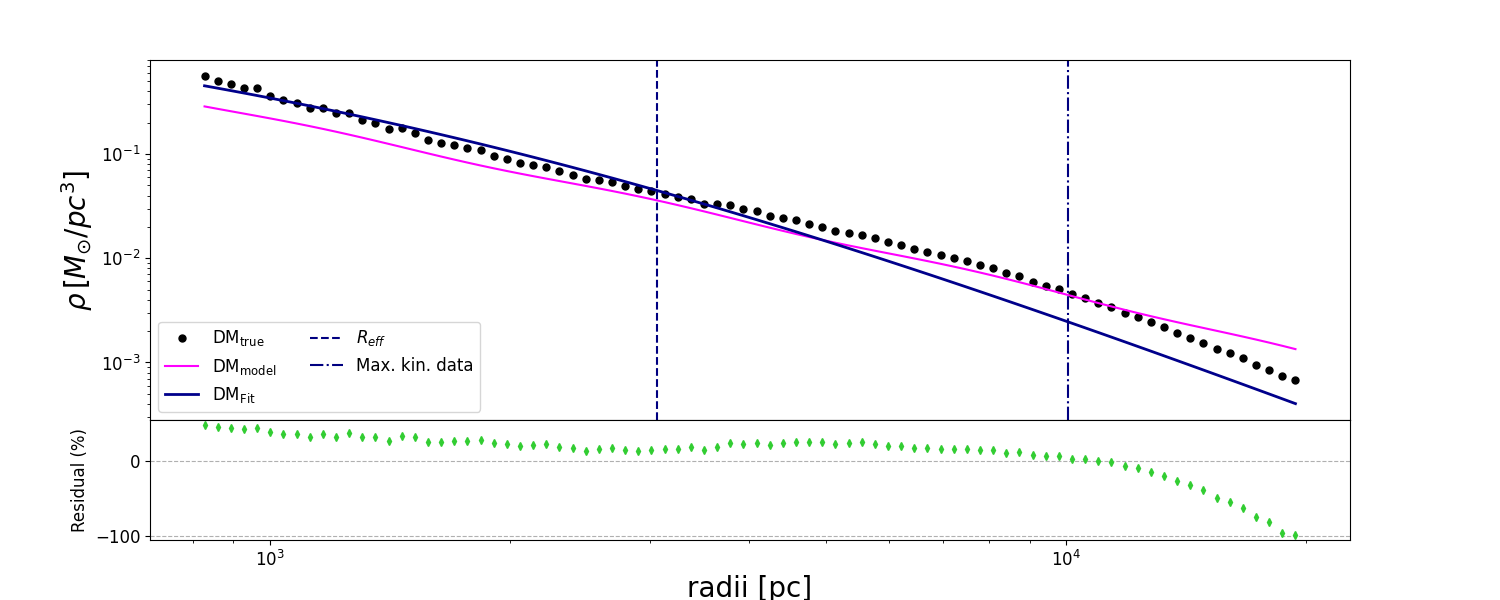 ρ [M⊙/pc³]
10⁻¹
10⁻²
10⁻³
DM_true
DM_model
DM_Fit
R_eff
Max. kin. data
Residual (%)
0
−100
10³
10⁴
radii [pc]